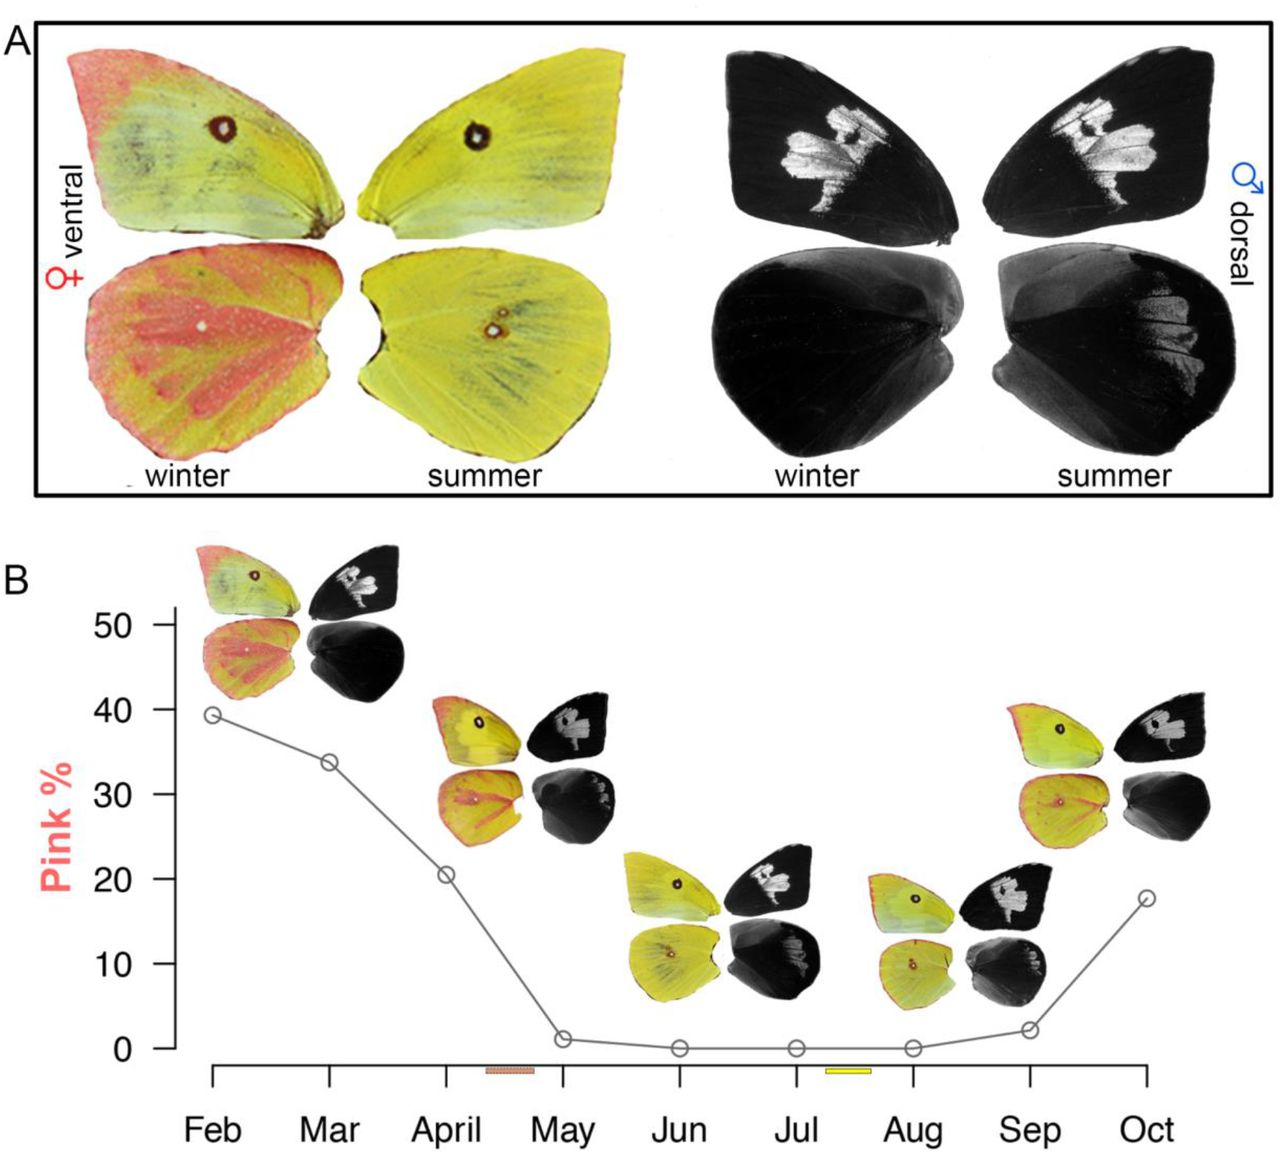 A
♀ ventral
♂ dorsal
winter
summer
winter
summer
B
Pink %
50
40
30
20
10
0
Feb
Mar
April
May
Jun
Jul
Aug
Sep
Oct